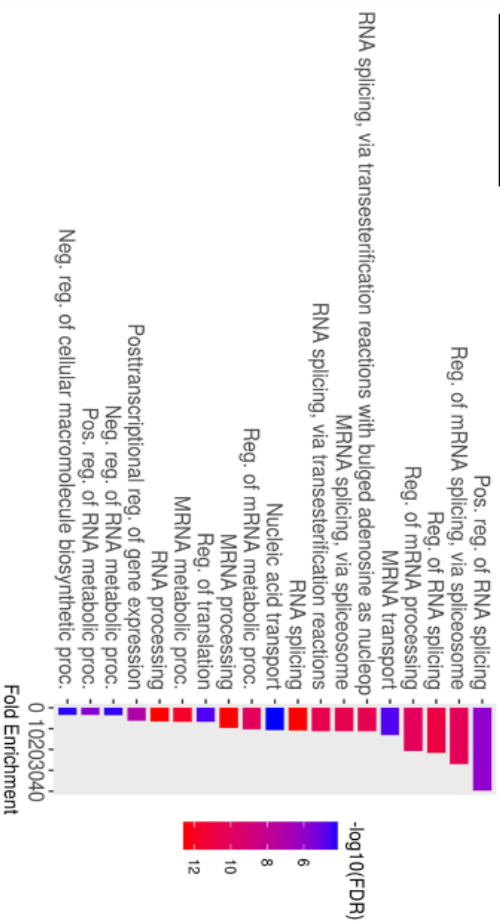 Pos. reg. of RNA splicing
Reg. of mRNA splicing, via spliceosome
Reg. of RNA splicing
Reg. of mRNA processing
MRNA transport
RNA splicing, via transesterification reactions with bulged adenosine as nucleop
MRNA splicing, via spliceosome
RNA splicing, via transesterification reactions
RNA splicing
Nucleic acid transport
Reg. of mRNA metabolic proc.
MRNA processing
Reg. of translation
MRNA metabolic proc.
RNA processing
Posttranscriptional reg. of gene expression
Neg. reg. of RNA metabolic proc.
Pos. reg. of RNA metabolic proc.
Neg. reg. of cellular macromolecule biosynthetic proc.
0 10203040
Fold Enrichment
-log10(FDR)
6
8
10
12